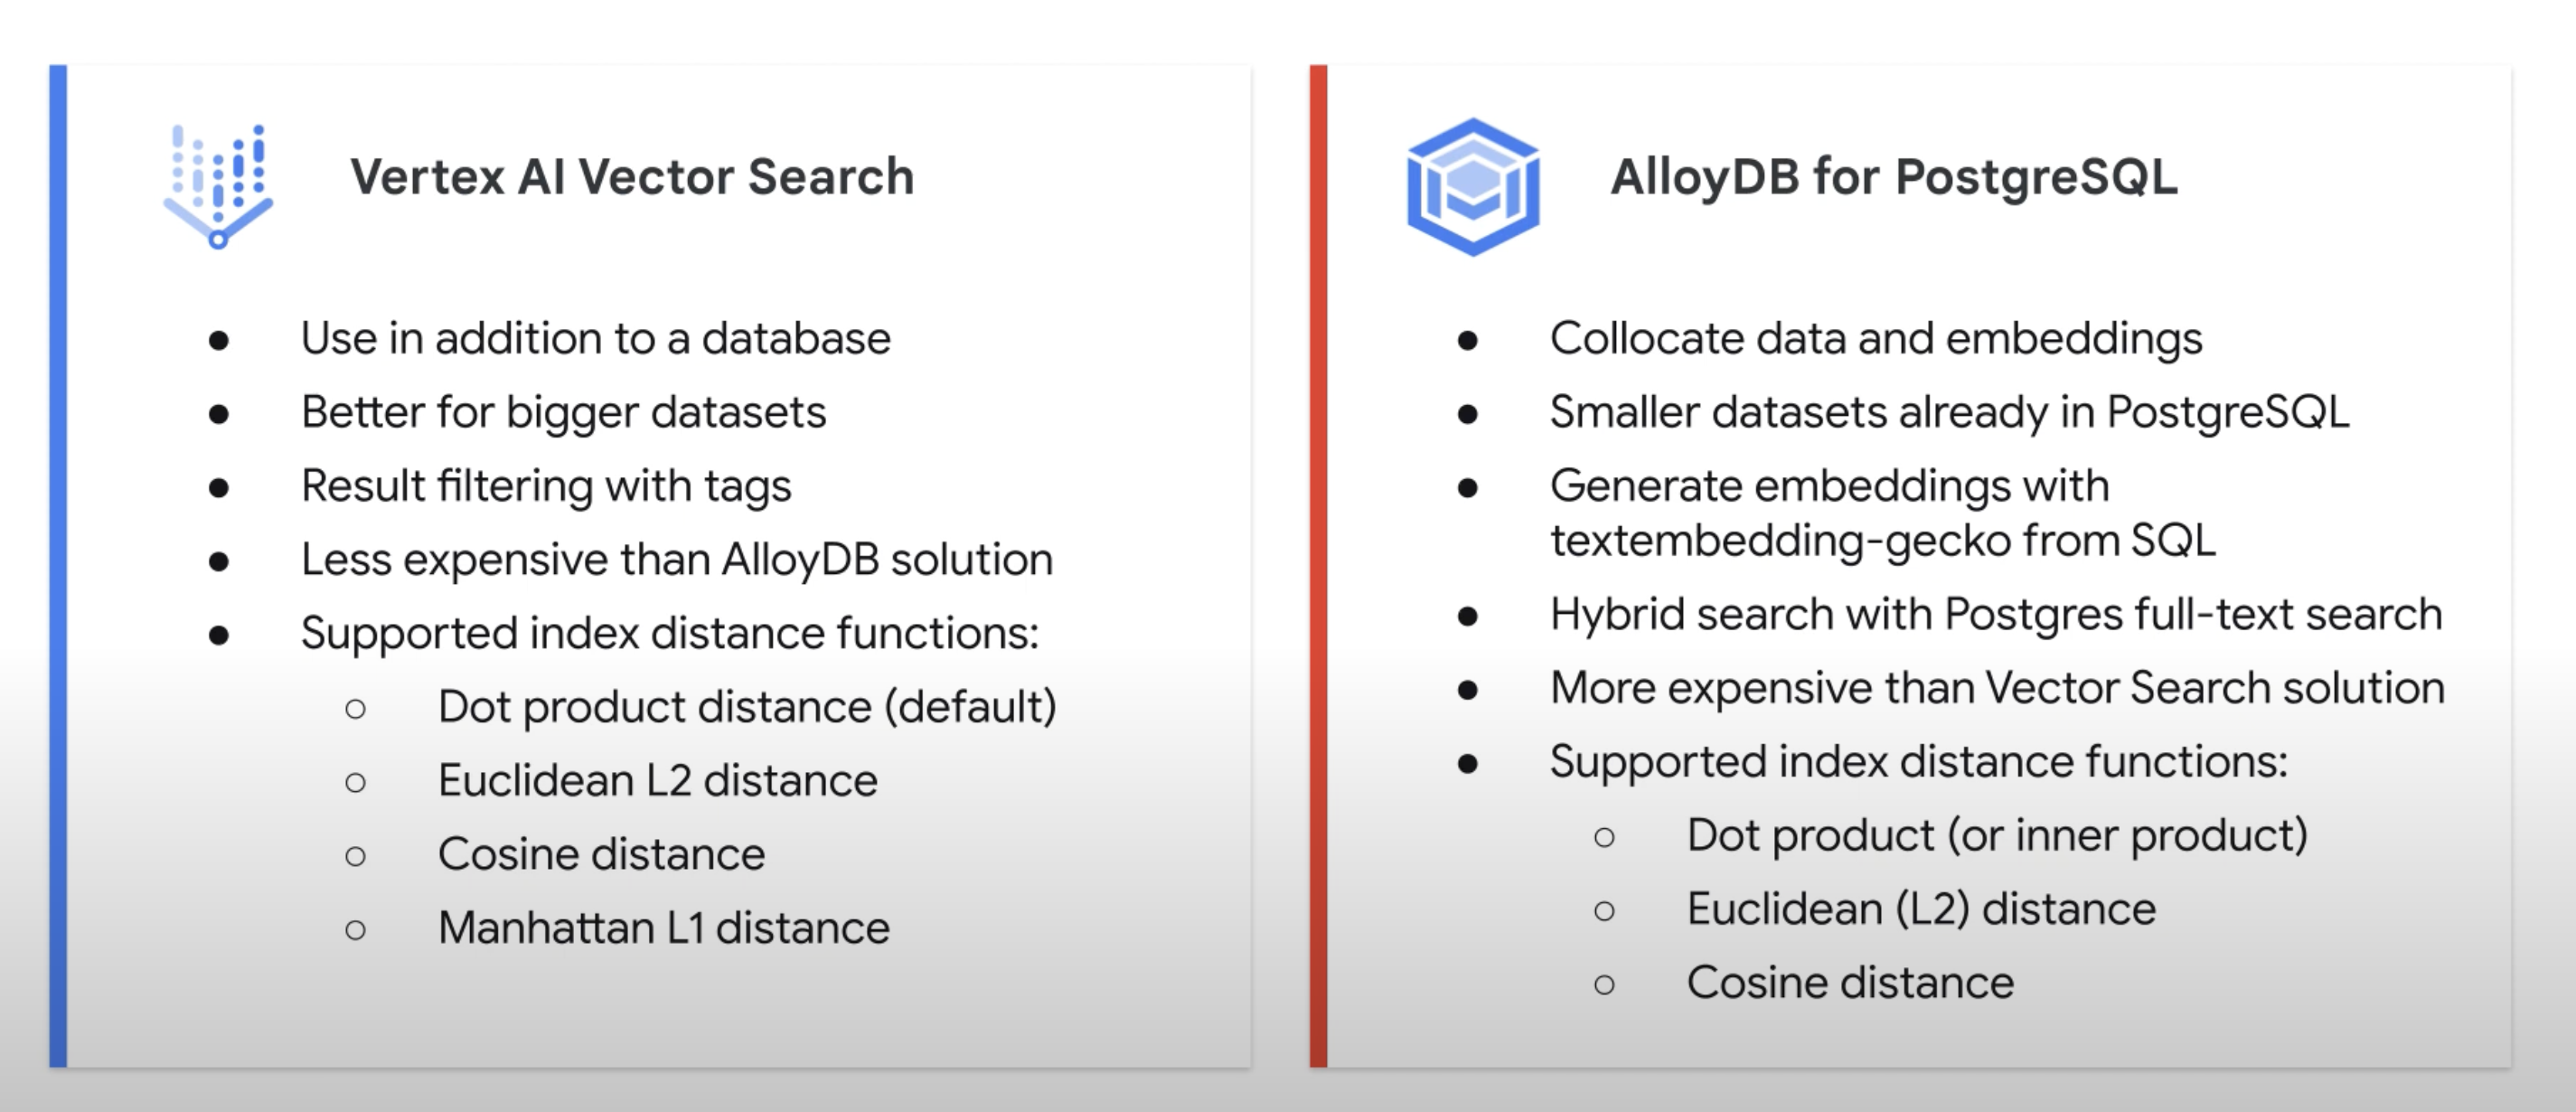 Vertex AI Vector Search
● Use in addition to a database
● Better for bigger datasets
● Result filtering with tags
● Less expensive than AlloyDB solution
● Supported index distance functions:
○ Dot product distance (default)
○ Euclidean L2 distance
○ Cosine distance
○ Manhattan L1 distance
AlloyDB for PostgreSQL
● Collocate data and embeddings
● Smaller datasets already in PostgreSQL
● Generate embeddings with
textembedding-gecko from SQL
● Hybrid search with Postgres full-text search
● More expensive than Vector Search solution
● Supported index distance functions:
○ Dot product (or inner product)
○ Euclidean (L2) distance
○ Cosine distance